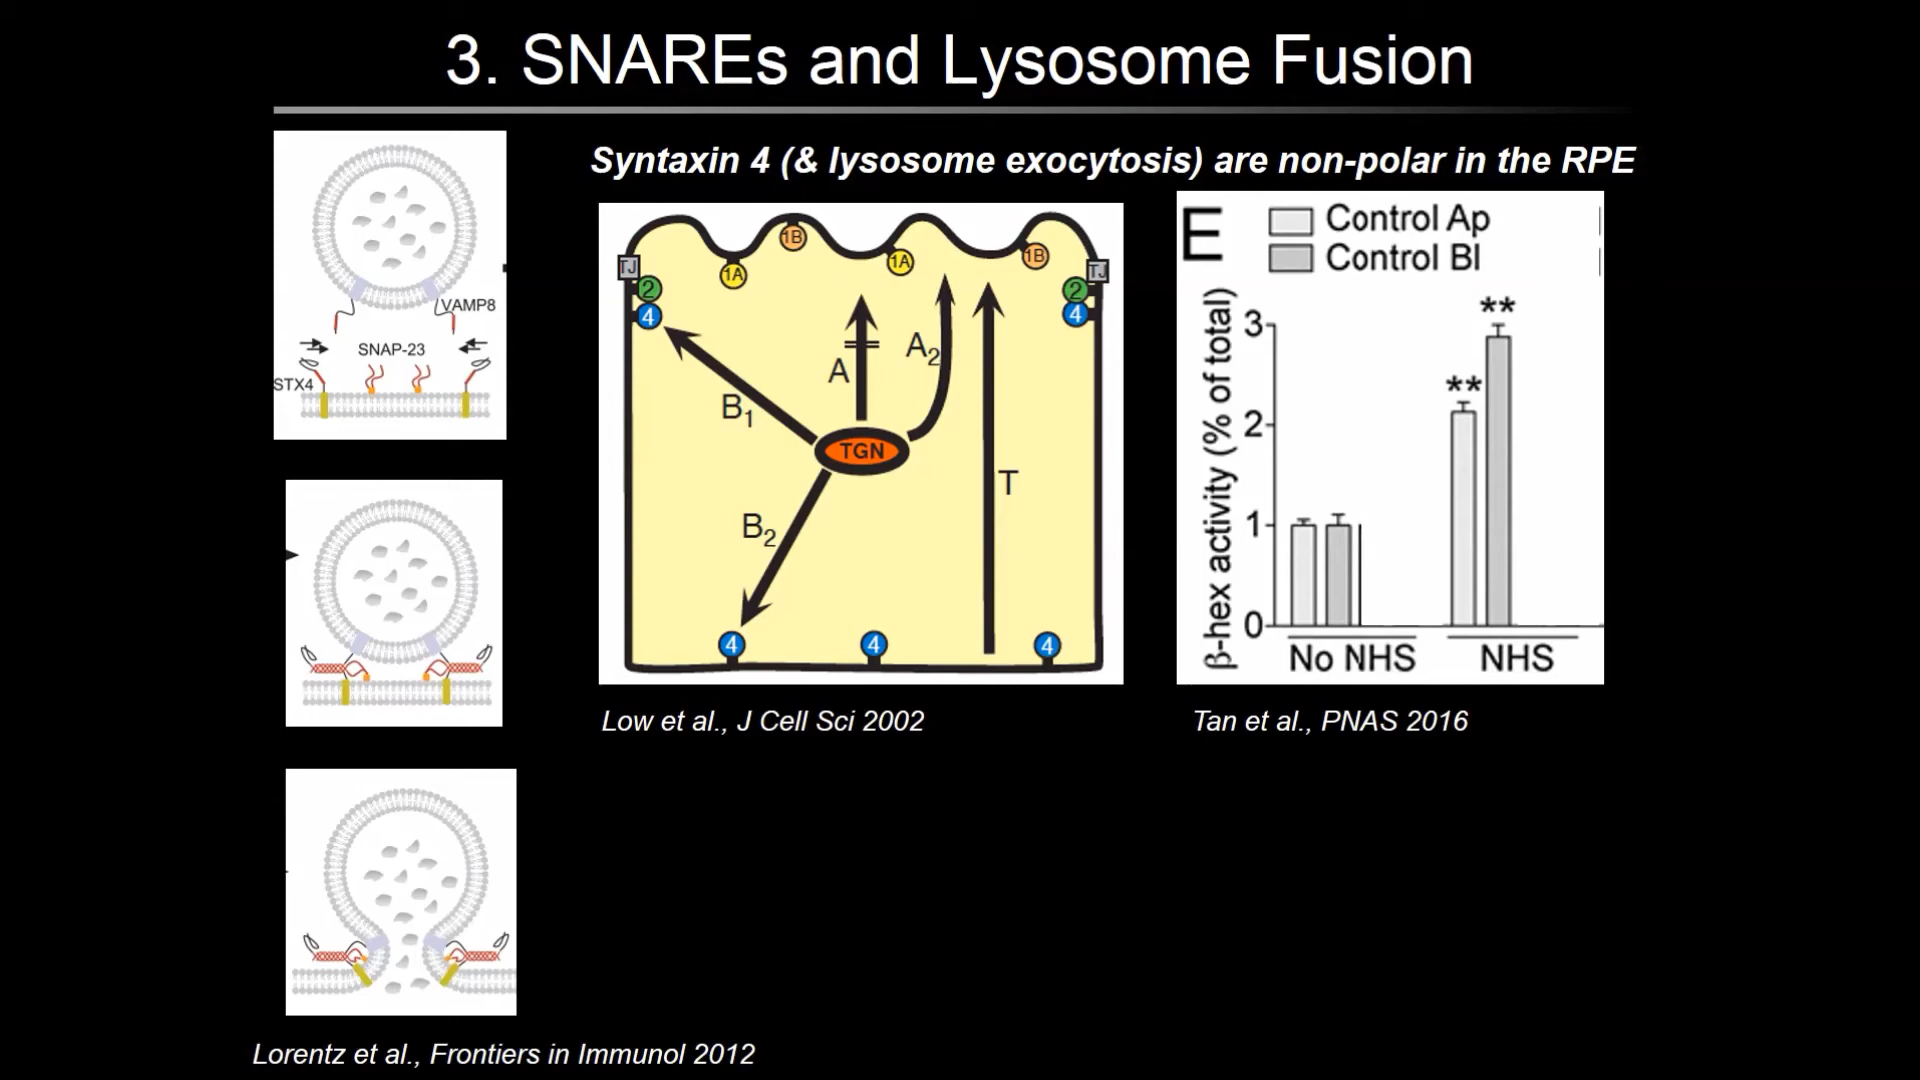 3. SNAREs and Lysosome Fusion
Syntaxin 4 (& lysosome exocytosis) are non-polar in the RPE
VAMP8
SNAP-23
STX4
Lorentz et al., Frontiers in Immunol 2012
1B
1A
1A
1B
TJ
TJ
2
2
4
4
A
A2
B1
TGN
T
B2
4
4
4
Low et al., J Cell Sci 2002
E
Control Ap
Control Bl
β-hex activity (% of total)
3
2
1
0
**
**
No NHS
NHS
Tan et al., PNAS 2016